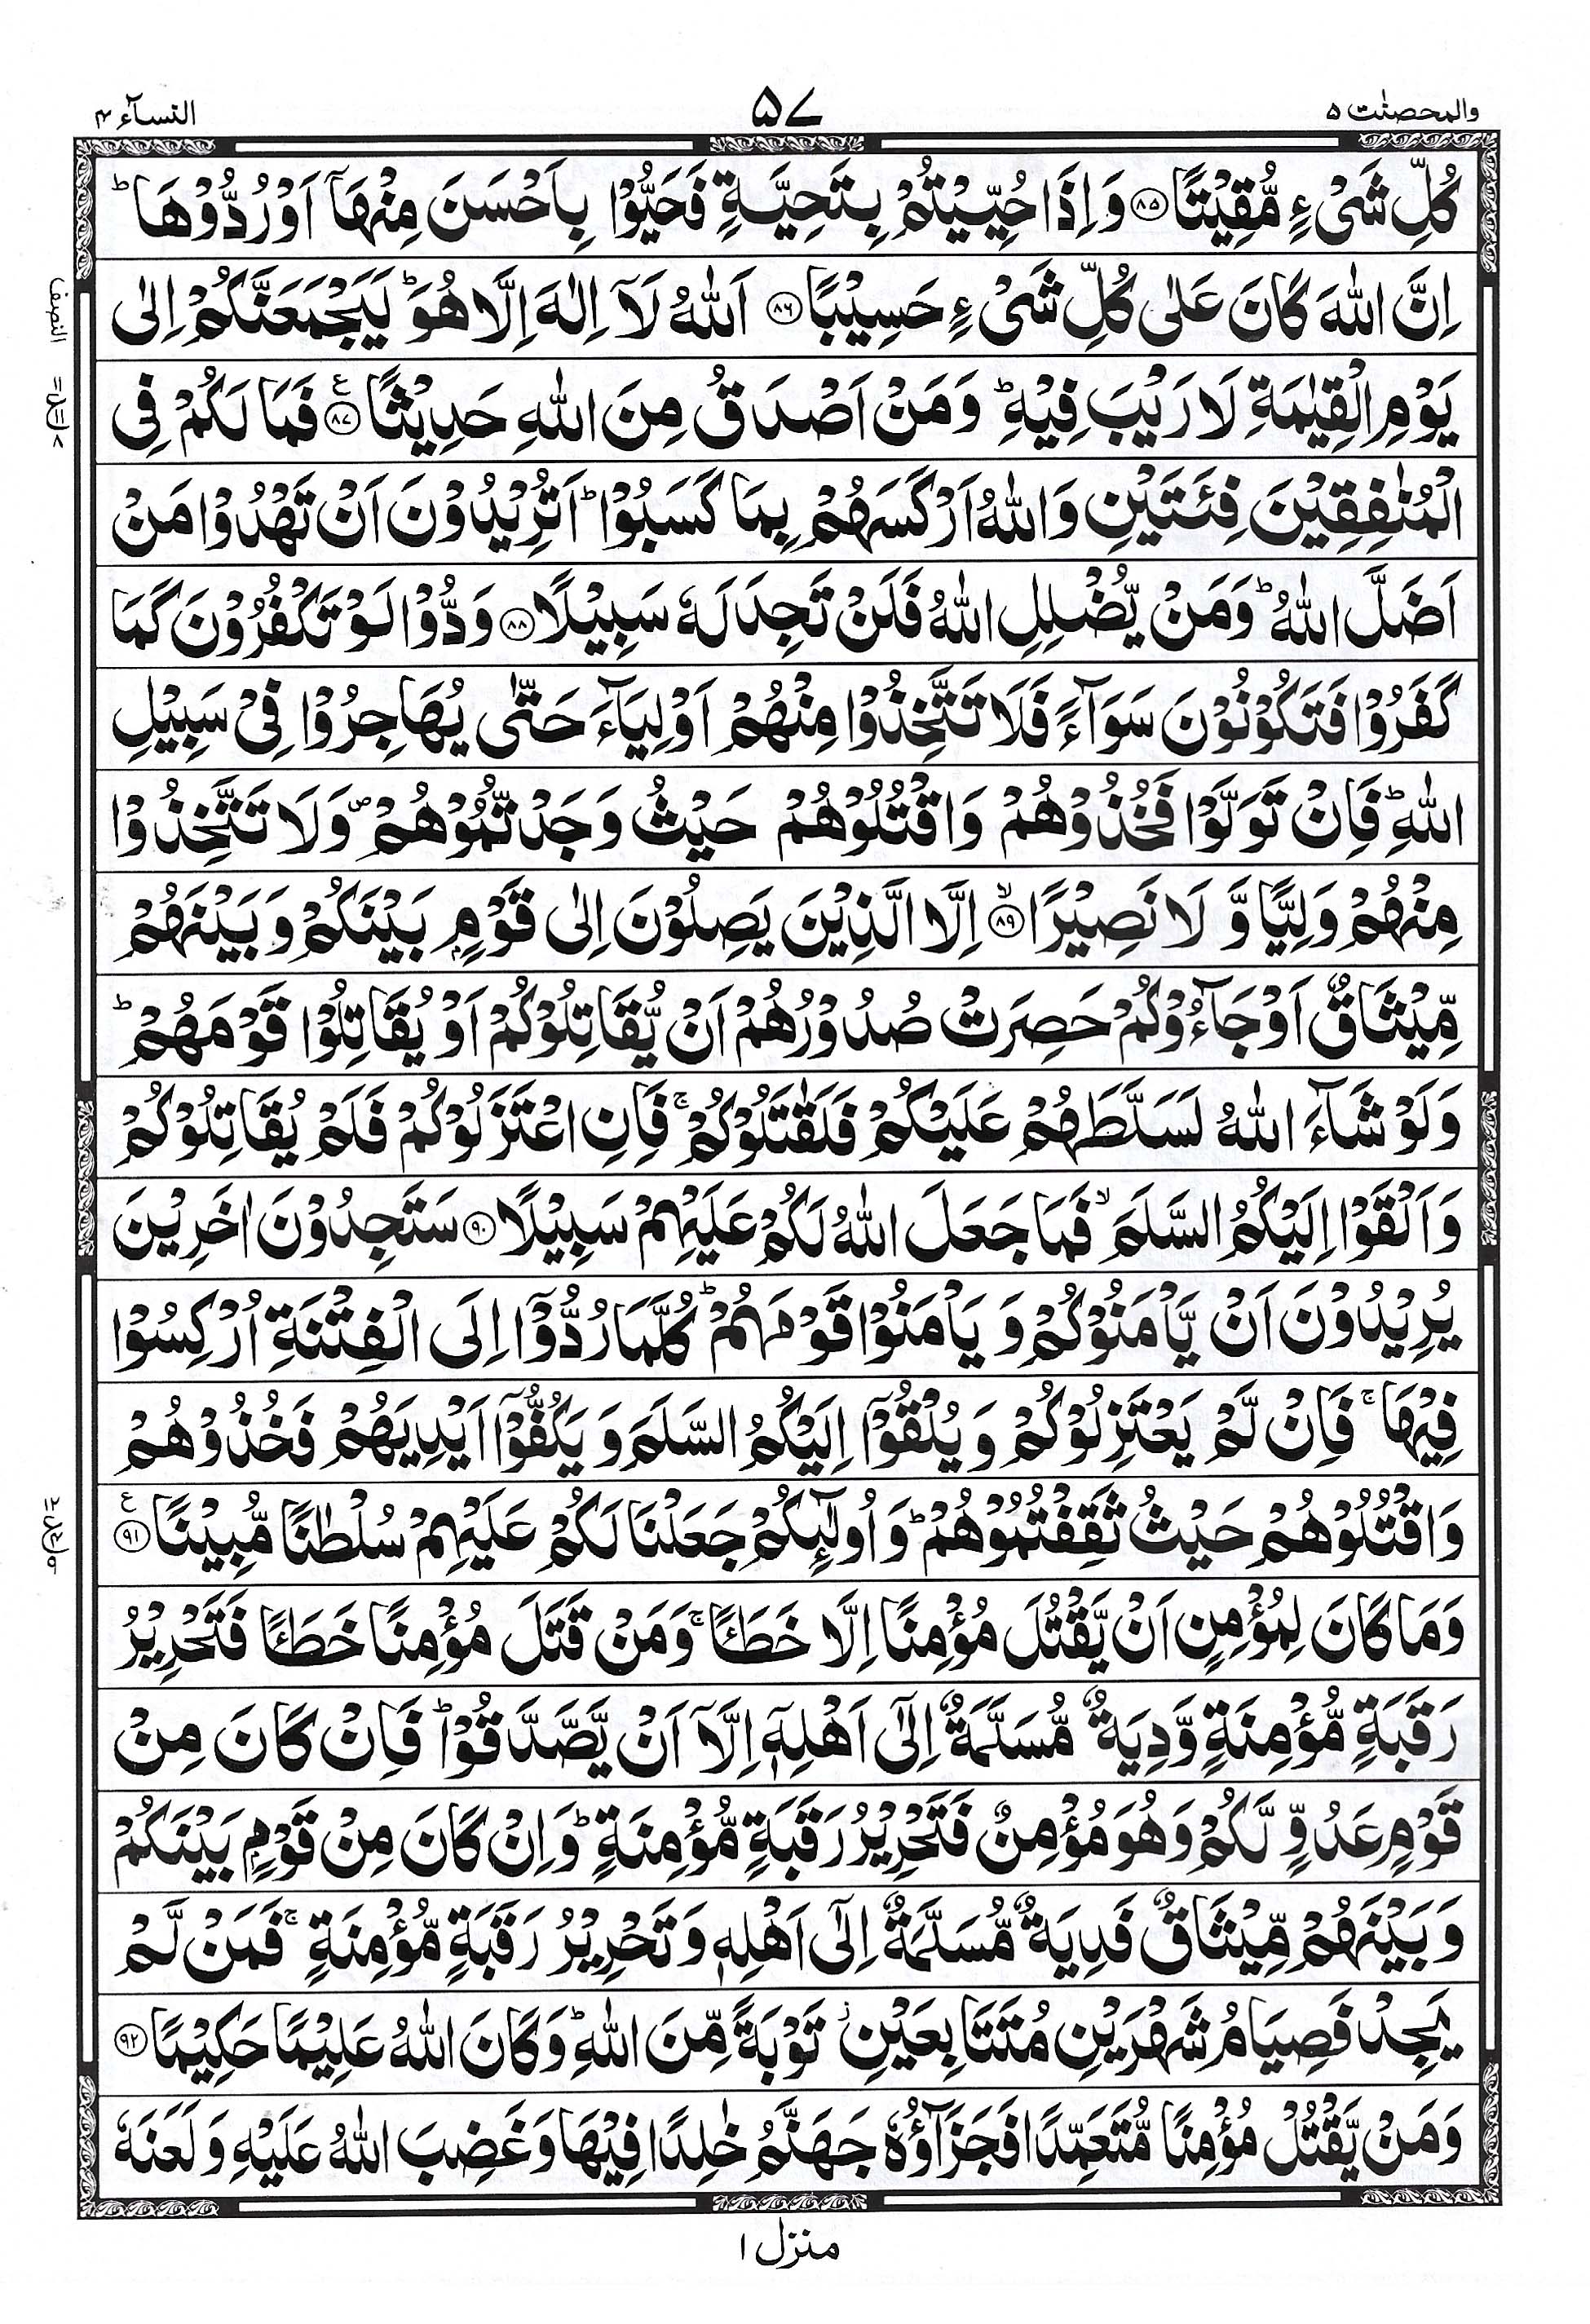 والمحصنٰت ٥
٥٧
النسآء ٤
كُلِّ شَىْءٍ مُّقِيْتًا ﴿٨٥﴾ وَاِذَا حُيِّيْتُمْ بِتَحِيَّةٍ فَحَيُّوْا بِاَحْسَنَ مِنْهَآ اَوْ رُدُّوْهَا ؕ
اِنَّ اللّٰهَ كَانَ عَلٰى كُلِّ شَىْءٍ حَسِيْبًا ﴿٨٦﴾ اَللّٰهُ لَآ اِلٰهَ اِلَّا هُوَ ؕ لَيَجْمَعَنَّكُمْ اِلٰى
يَوْمِ الْقِيٰمَةِ لَا رَيْبَ فِيْهِ ؕ وَمَنْ اَصْدَقُ مِنَ اللّٰهِ حَدِيْثًا ﴿٨٧﴾ ع فَمَا لَكُمْ فِى
الْمُنٰفِقِيْنَ فِئَتَيْنِ وَاللّٰهُ اَرْكَسَهُمْ بِمَا كَسَبُوْا ؕ اَتُرِيْدُوْنَ اَنْ تَهْدُوْا مَنْ
اَضَلَّ اللّٰهُ ؕ وَمَنْ يُّضْلِلِ اللّٰهُ فَلَنْ تَجِدَ لَهٗ سَبِيْلًا ﴿٨٨﴾ وَدُّوْا لَوْ تَكْفُرُوْنَ كَمَا
كَفَرُوْا فَتَكُوْنُوْنَ سَوَآءً فَلَا تَتَّخِذُوْا مِنْهُمْ اَوْلِيَآءَ حَتّٰى يُهَاجِرُوْا فِىْ سَبِيْلِ
اللّٰهِ ؕ فَاِنْ تَوَلَّوْا فَخُذُوْهُمْ وَاقْتُلُوْهُمْ حَيْثُ وَجَدْتُّمُوْهُمْ ۪ وَلَا تَتَّخِذُوْا
مِنْهُمْ وَلِيًّا وَّ لَا نَصِيْرًا ﴿٨٩﴾ ۙ اِلَّا الَّذِيْنَ يَصِلُوْنَ اِلٰى قَوْمٍۭ بَيْنَكُمْ وَبَيْنَهُمْ
مِّيْثَاقٌ اَوْ جَآءُوْكُمْ حَصِرَتْ صُدُوْرُهُمْ اَنْ يُّقَاتِلُوْكُمْ اَوْ يُقَاتِلُوْا قَوْمَهُمْ ؕ
وَلَوْ شَآءَ اللّٰهُ لَسَلَّطَهُمْ عَلَيْكُمْ فَلَقٰتَلُوْكُمْ ۚ فَاِنِ اعْتَزَلُوْكُمْ فَلَمْ يُقَاتِلُوْكُمْ
وَاَلْقَوْا اِلَيْكُمُ السَّلَمَ ۙ فَمَا جَعَلَ اللّٰهُ لَكُمْ عَلَيْهِمْ سَبِيْلًا ﴿٩٠﴾ سَتَجِدُوْنَ اٰخَرِيْنَ
يُرِيْدُوْنَ اَنْ يَّاْمَنُوْكُمْ وَ يَاْمَنُوْا قَوْمَهُمْ ؕ كُلَّمَا رُدُّوْٓا اِلَى الْفِتْنَةِ اُرْكِسُوْا
فِيْهَا ۚ فَاِنْ لَّمْ يَعْتَزِلُوْكُمْ وَ يُلْقُوْٓا اِلَيْكُمُ السَّلَمَ وَ يَكُفُّوْٓا اَيْدِيَهُمْ فَخُذُوْهُمْ
وَاقْتُلُوْهُمْ حَيْثُ ثَقِفْتُمُوْهُمْ ؕ وَاُولٰٓئِكُمْ جَعَلْنَا لَكُمْ عَلَيْهِمْ سُلْطٰنًا مُّبِيْنًا ﴿٩١﴾ ع
وَمَا كَانَ لِمُؤْمِنٍ اَنْ يَّقْتُلَ مُؤْمِنًا اِلَّا خَطَئًا ۚ وَمَنْ قَتَلَ مُؤْمِنًا خَطَئًا فَتَحْرِيْرُ
رَقَبَةٍ مُّؤْمِنَةٍ وَّدِيَةٌ مُّسَلَّمَةٌ اِلٰٓى اَهْلِهٖٓ اِلَّآ اَنْ يَّصَّدَّقُوْا ؕ فَاِنْ كَانَ مِنْ
قَوْمٍ عَدُوٍّ لَّكُمْ وَهُوَ مُؤْمِنٌ فَتَحْرِيْرُ رَقَبَةٍ مُّؤْمِنَةٍ ؕ وَاِنْ كَانَ مِنْ قَوْمٍۭ بَيْنَكُمْ
وَبَيْنَهُمْ مِّيْثَاقٌ فَدِيَةٌ مُّسَلَّمَةٌ اِلٰٓى اَهْلِهٖ وَتَحْرِيْرُ رَقَبَةٍ مُّؤْمِنَةٍ ۚ فَمَنْ لَّمْ
يَجِدْ فَصِيَامُ شَهْرَيْنِ مُتَتَابِعَيْنِ ؗ تَوْبَةً مِّنَ اللّٰهِ ؕ وَكَانَ اللّٰهُ عَلِيْمًا حَكِيْمًا ﴿٩٢﴾
وَمَنْ يَّقْتُلْ مُؤْمِنًا مُّتَعَمِّدًا فَجَزَآؤُهٗ جَهَنَّمُ خٰلِدًا فِيْهَا وَغَضِبَ اللّٰهُ عَلَيْهِ وَلَعَنَهٗ
منزل ١
النصف